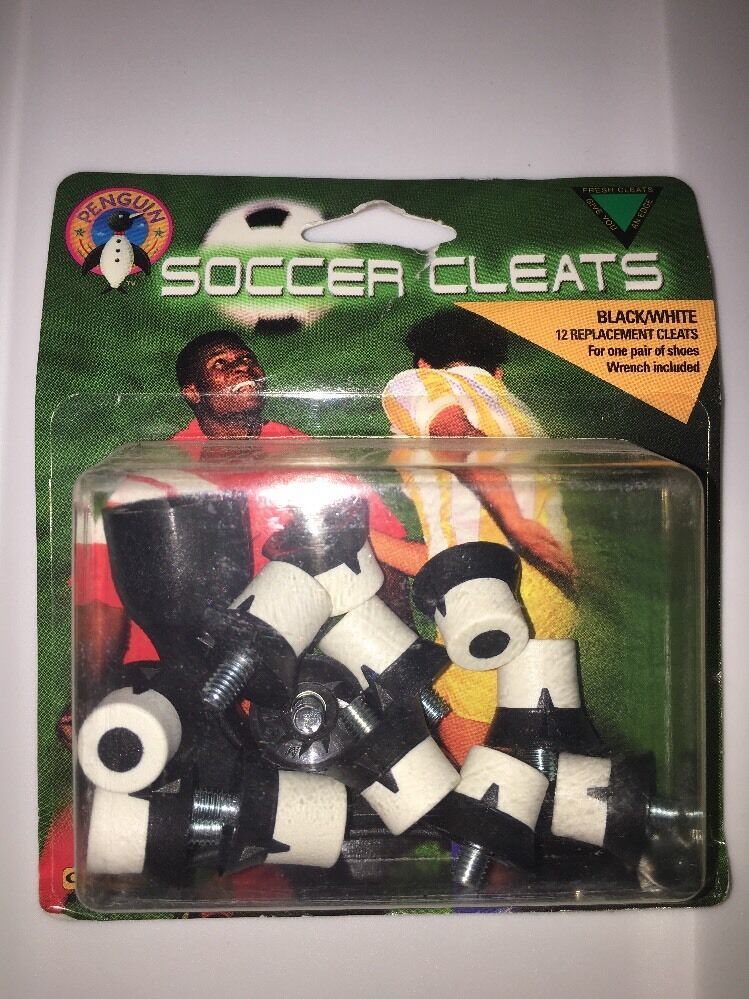 PENGUIN
TM
FRESH CLEATS
GIVE YOU
AN EDGE
SOCCER CLEATS
BLACK/WHITE
12 REPLACEMENT CLEATS
For one pair of shoes
Wrench included